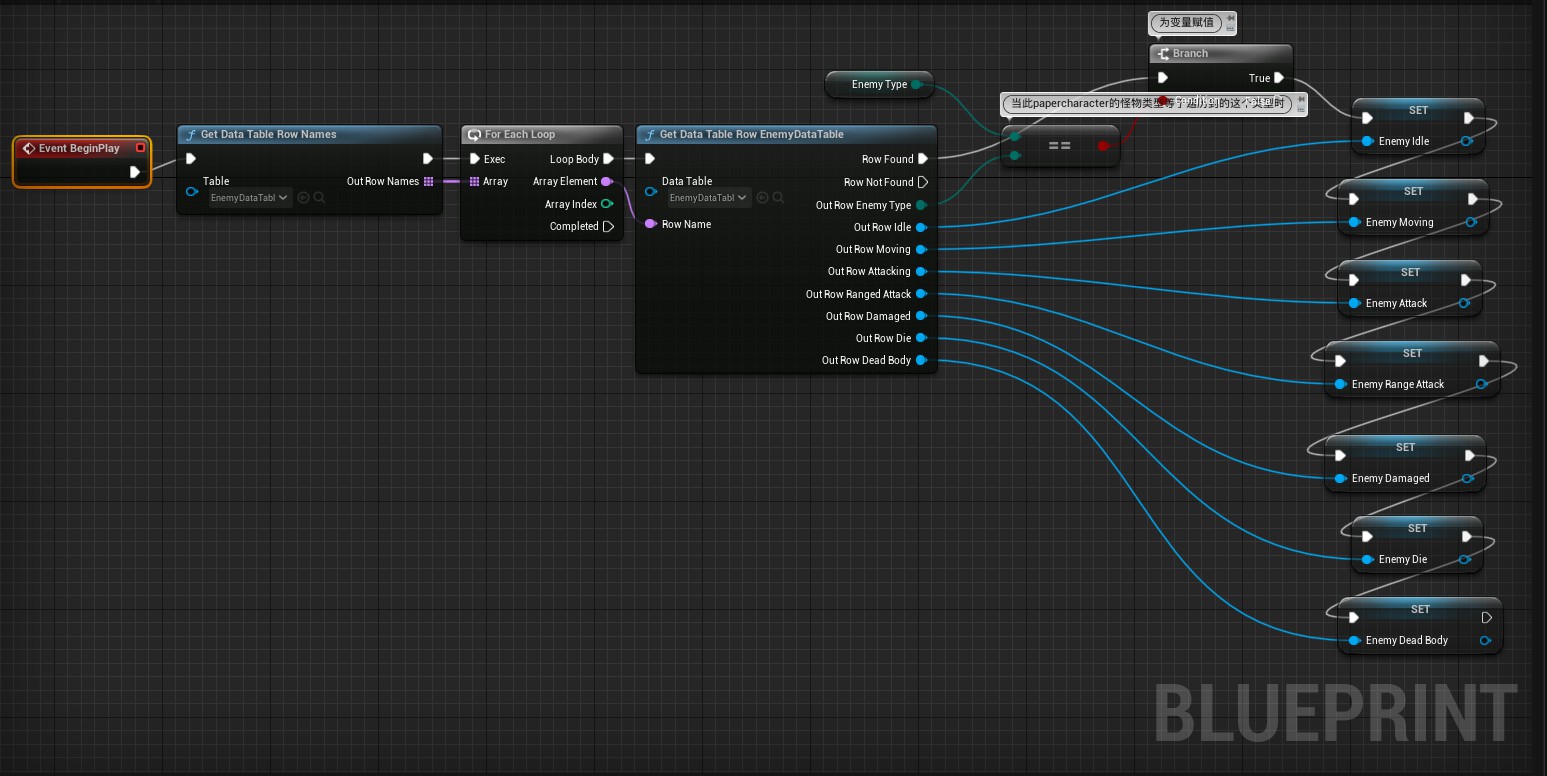 为变量赋值
Branch
True
Enemy Type
当此papercharacter的怪物类型等于遍历到的这个类型时
==
Event BeginPlay
Get Data Table Row Names
Table
EnemyDataTabl
Out Row Names
For Each Loop
Exec
Loop Body
Array
Array Element
Array Index
Completed
Get Data Table Row EnemyDataTable
Row Found
Data Table
EnemyDataTabl
Row Not Found
Out Row Enemy Type
Row Name
Out Row Idle
Out Row Moving
Out Row Attacking
Out Row Ranged Attack
Out Row Damaged
Out Row Die
Out Row Dead Body
SET
Enemy Idle
SET
Enemy Moving
SET
Enemy Attack
SET
Enemy Range Attack
SET
Enemy Damaged
SET
Enemy Die
SET
Enemy Dead Body
BLUEPRINT